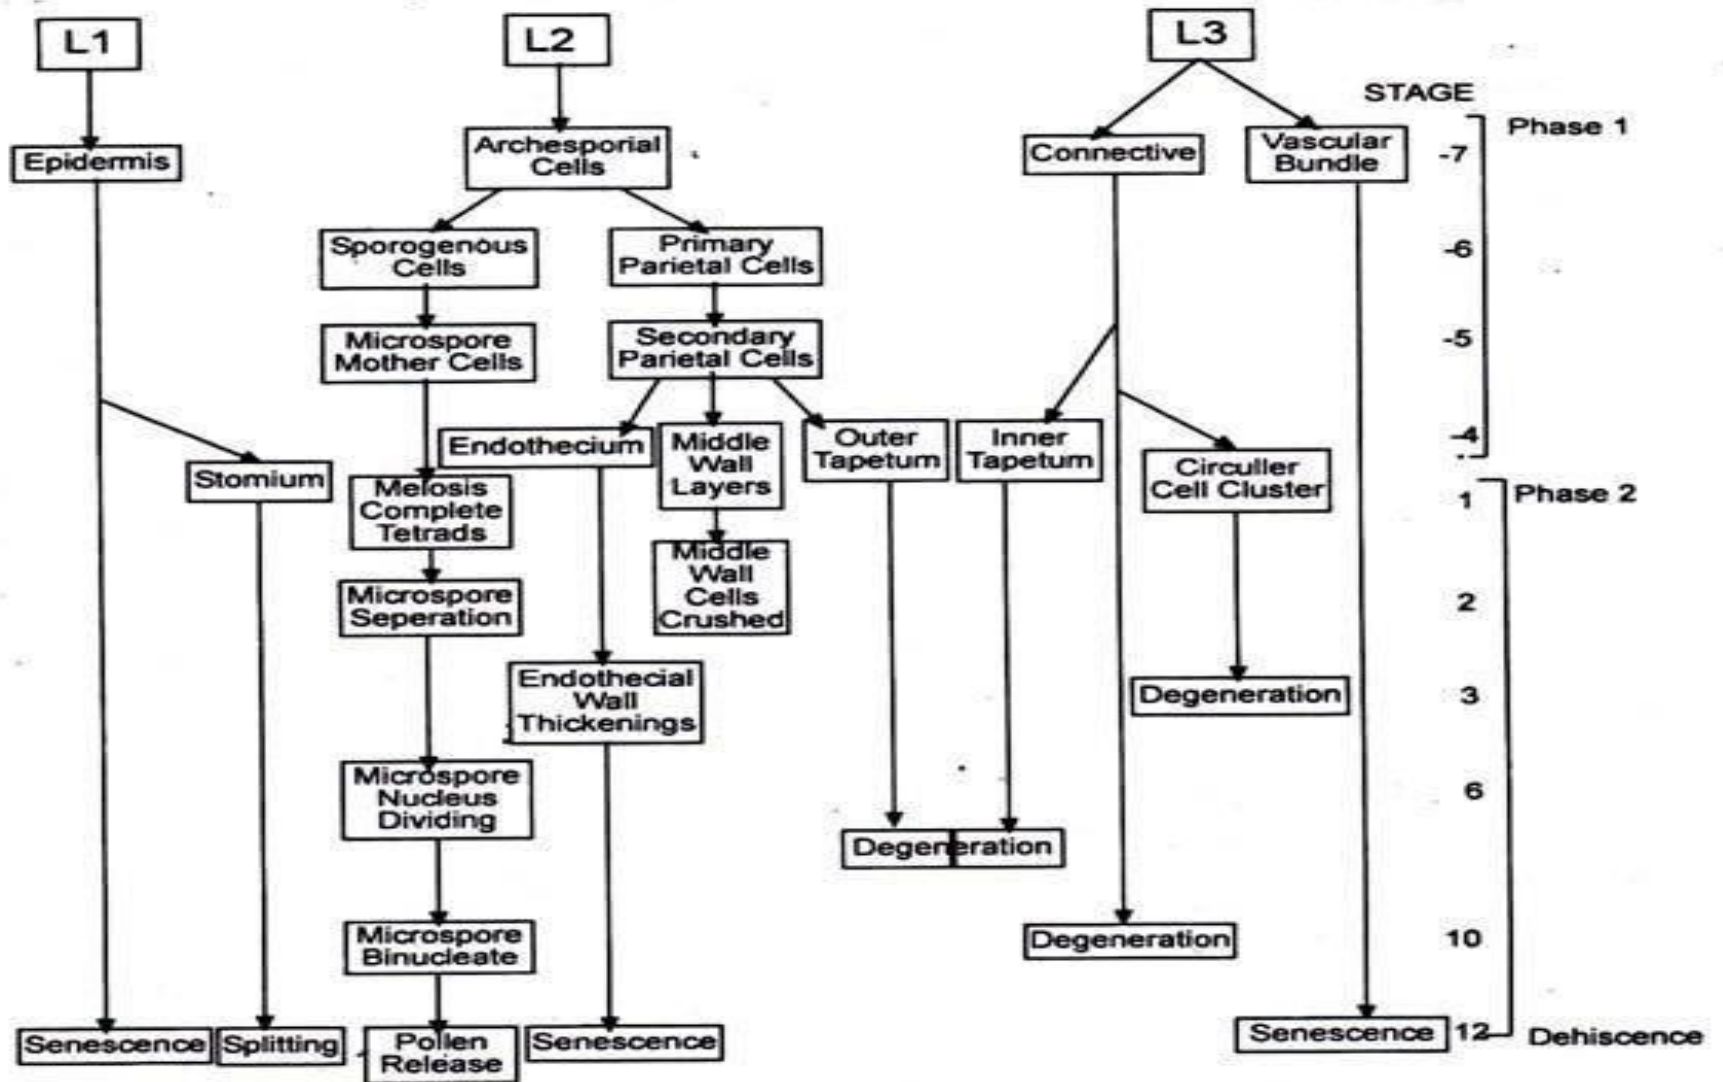 L1
L2
L3
STAGE
Phase 1
Epidermis
Archesporial
Cells
Connective
Vascular
Bundle
-7
Sporogenous
Cells
Primary
Parietal Cells
-6
Microspore
Mother Cells
Secondary
Parietal Cells
-5
Stomium
Endothecium
Middle
Wall
Layers
Outer
Tapetum
Inner
Tapetum
-4
Meiosis
Complete
Tetrads
Circuller
Cell Cluster
1
Phase 2
Microspore
Seperation
Middle
Wall
Cells
Crushed
2
Endothecial
Wall
Thickenings
Degeneration
3
Microspore
Nucleus
Dividing
6
Degeneration
Microspore
Binucleate
Degeneration
10
Senescence
Splitting
Pollen
Release
Senescence
Senescence
12
Dehiscence